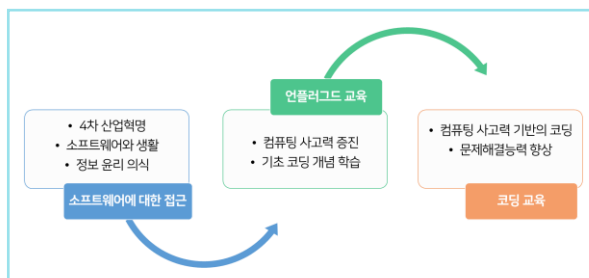 • 4차 산업혁명
• 소프트웨어와 생활
• 정보 윤리 의식
소프트웨어에 대한 접근
언플러그드 교육
• 컴퓨팅 사고력 증진
• 기초 코딩 개념 학습
• 컴퓨팅 사고력 기반의 코딩
• 문제해결능력 향상
코딩 교육